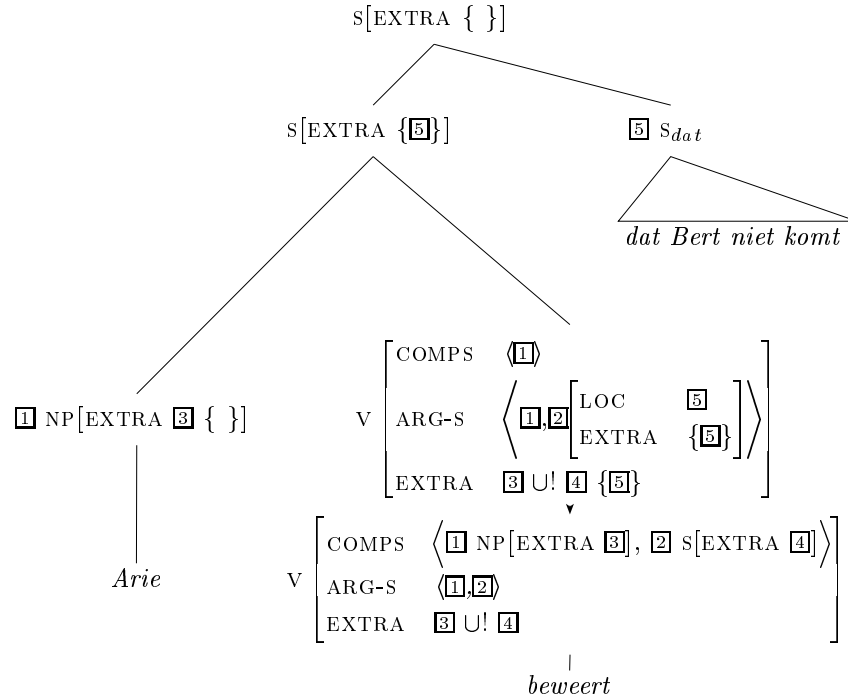 S[EXTRA { }]
S[EXTRA {5}]
5 S_dat
dat Bert niet komt
1 NP[EXTRA 3 { }]
Arie
V
COMPS ⟨1⟩
ARG-S ⟨1,2[LOC 5
EXTRA {5}]⟩
EXTRA 3 ∪! 4 {5}
V
COMPS ⟨1 NP[EXTRA 3], 2 S[EXTRA 4]⟩
ARG-S ⟨1,2⟩
EXTRA 3 ∪! 4
beweert